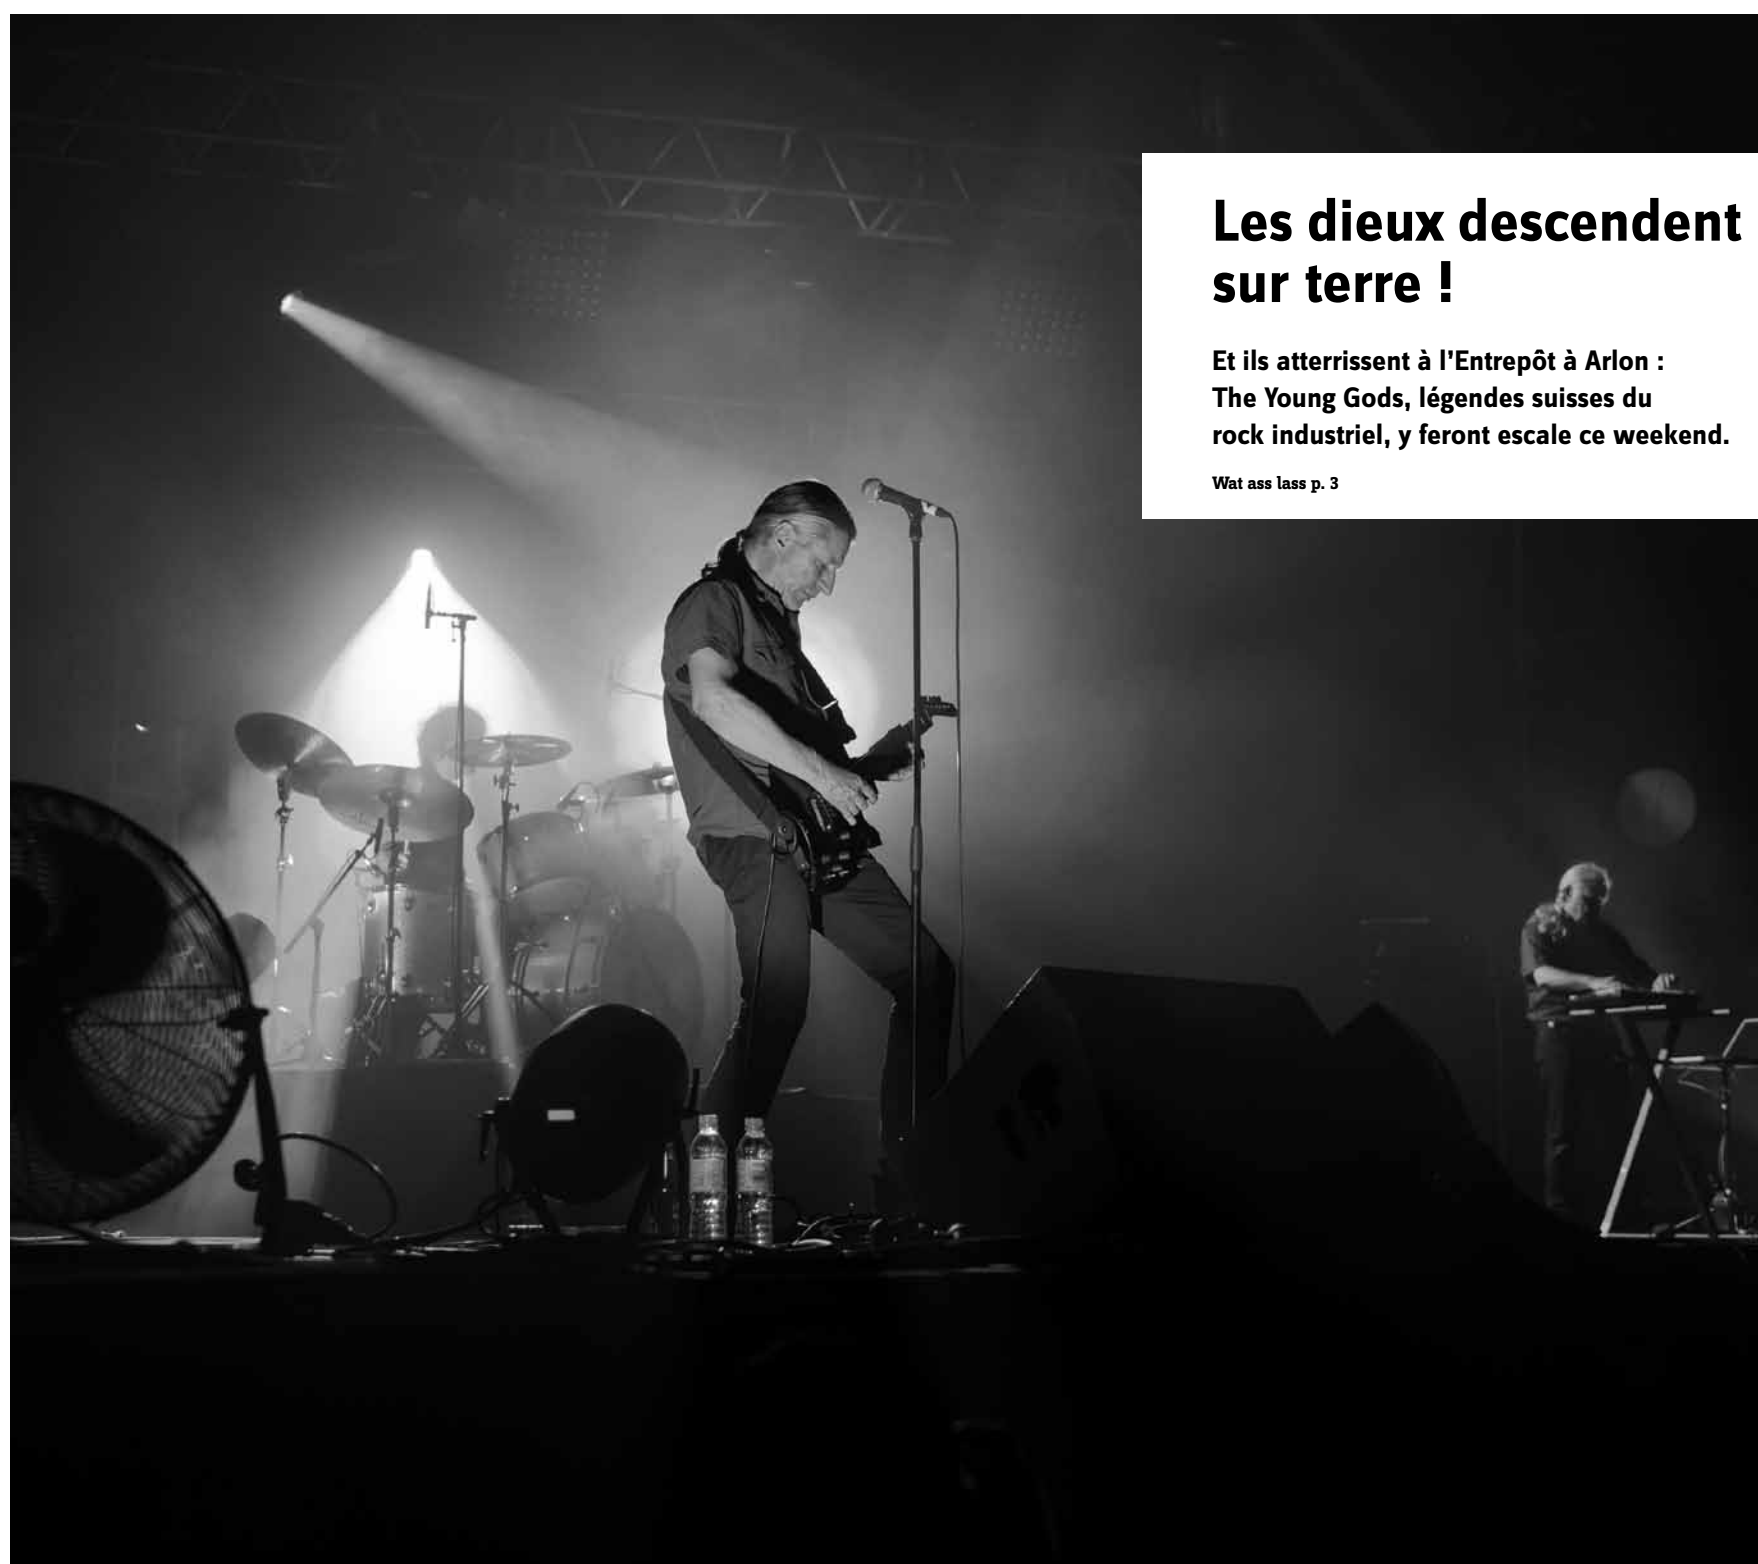 Les dieux descendent
sur terre !
Et ils atterrissent à l’Entrepôt à Arlon :
The Young Gods, légendes suisses du
rock industriel, y feront escale ce weekend.
Wat ass lass p. 3